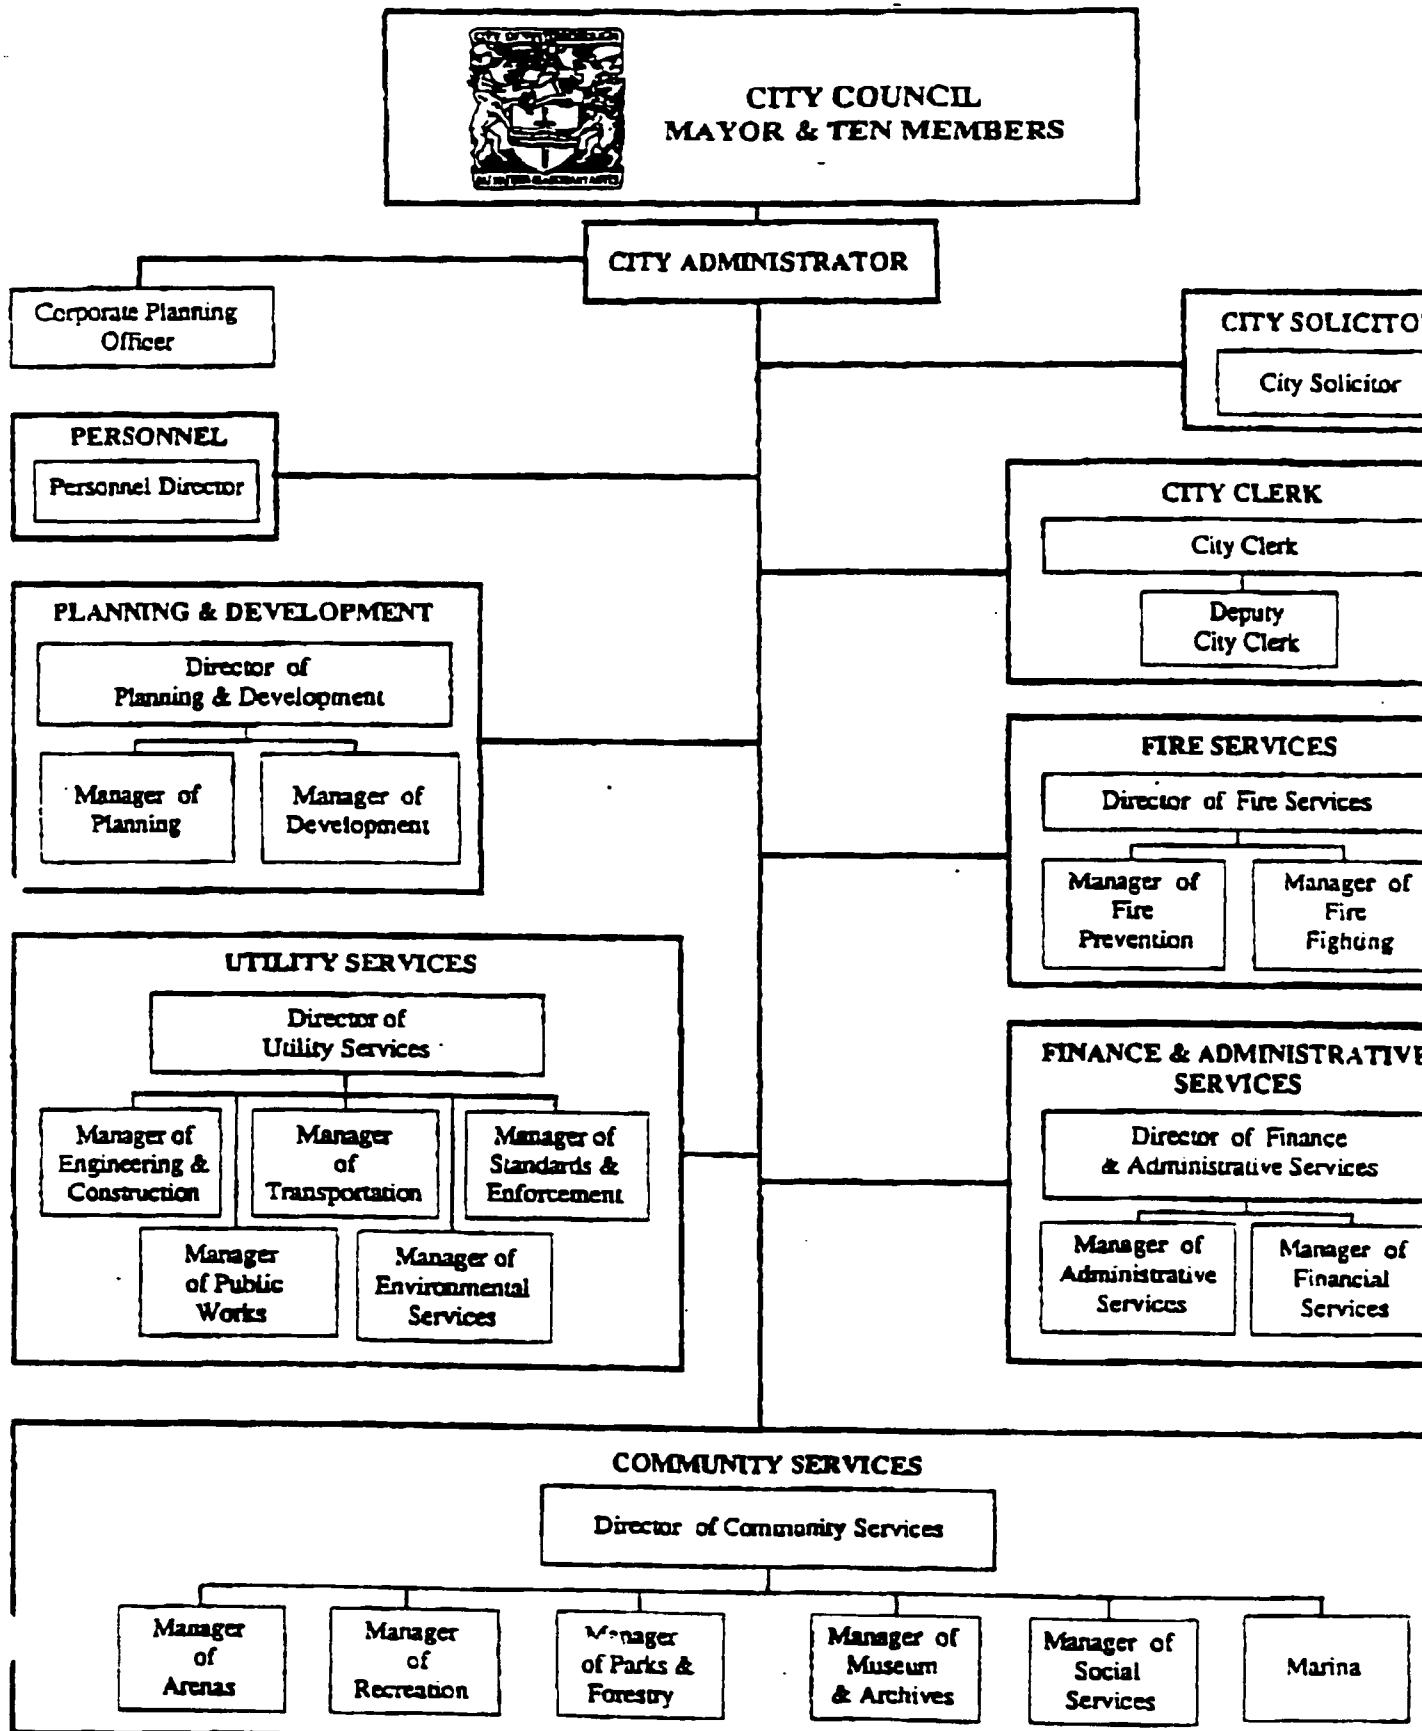 CITY COUNCIL
MAYOR & TEN MEMBERS
CITY ADMINISTRATOR
Corporate Planning
Officer
CITY SOLICITO
City Solicitor
PERSONNEL
Personnel Director
CITY CLERK
City Clerk
Deputy
City Clerk
PLANNING & DEVELOPMENT
Director of
Planning & Development
Manager of
Planning
Manager of
Development
FIRE SERVICES
Director of Fire Services
Manager of
Fire
Prevention
Manager of
Fire
Fighting
UTILITY SERVICES
Director of
Utility Services
Manager of
Engineering &
Construction
Manager
of
Transportation
Manager of
Standards &
Enforcement
Manager
of Public
Works
Manager of
Environmental
Services
FINANCE & ADMINISTRATIVE
SERVICES
Director of Finance
& Administrative Services
Manager of
Administrative
Services
Manager of
Financial
Services
COMMUNITY SERVICES
Director of Community Services
Manager
of
Arenas
Manager
of
Recreation
Manager
of Parks &
Forestry
Manager of
Museum
& Archives
Manager of
Social
Services
Marina